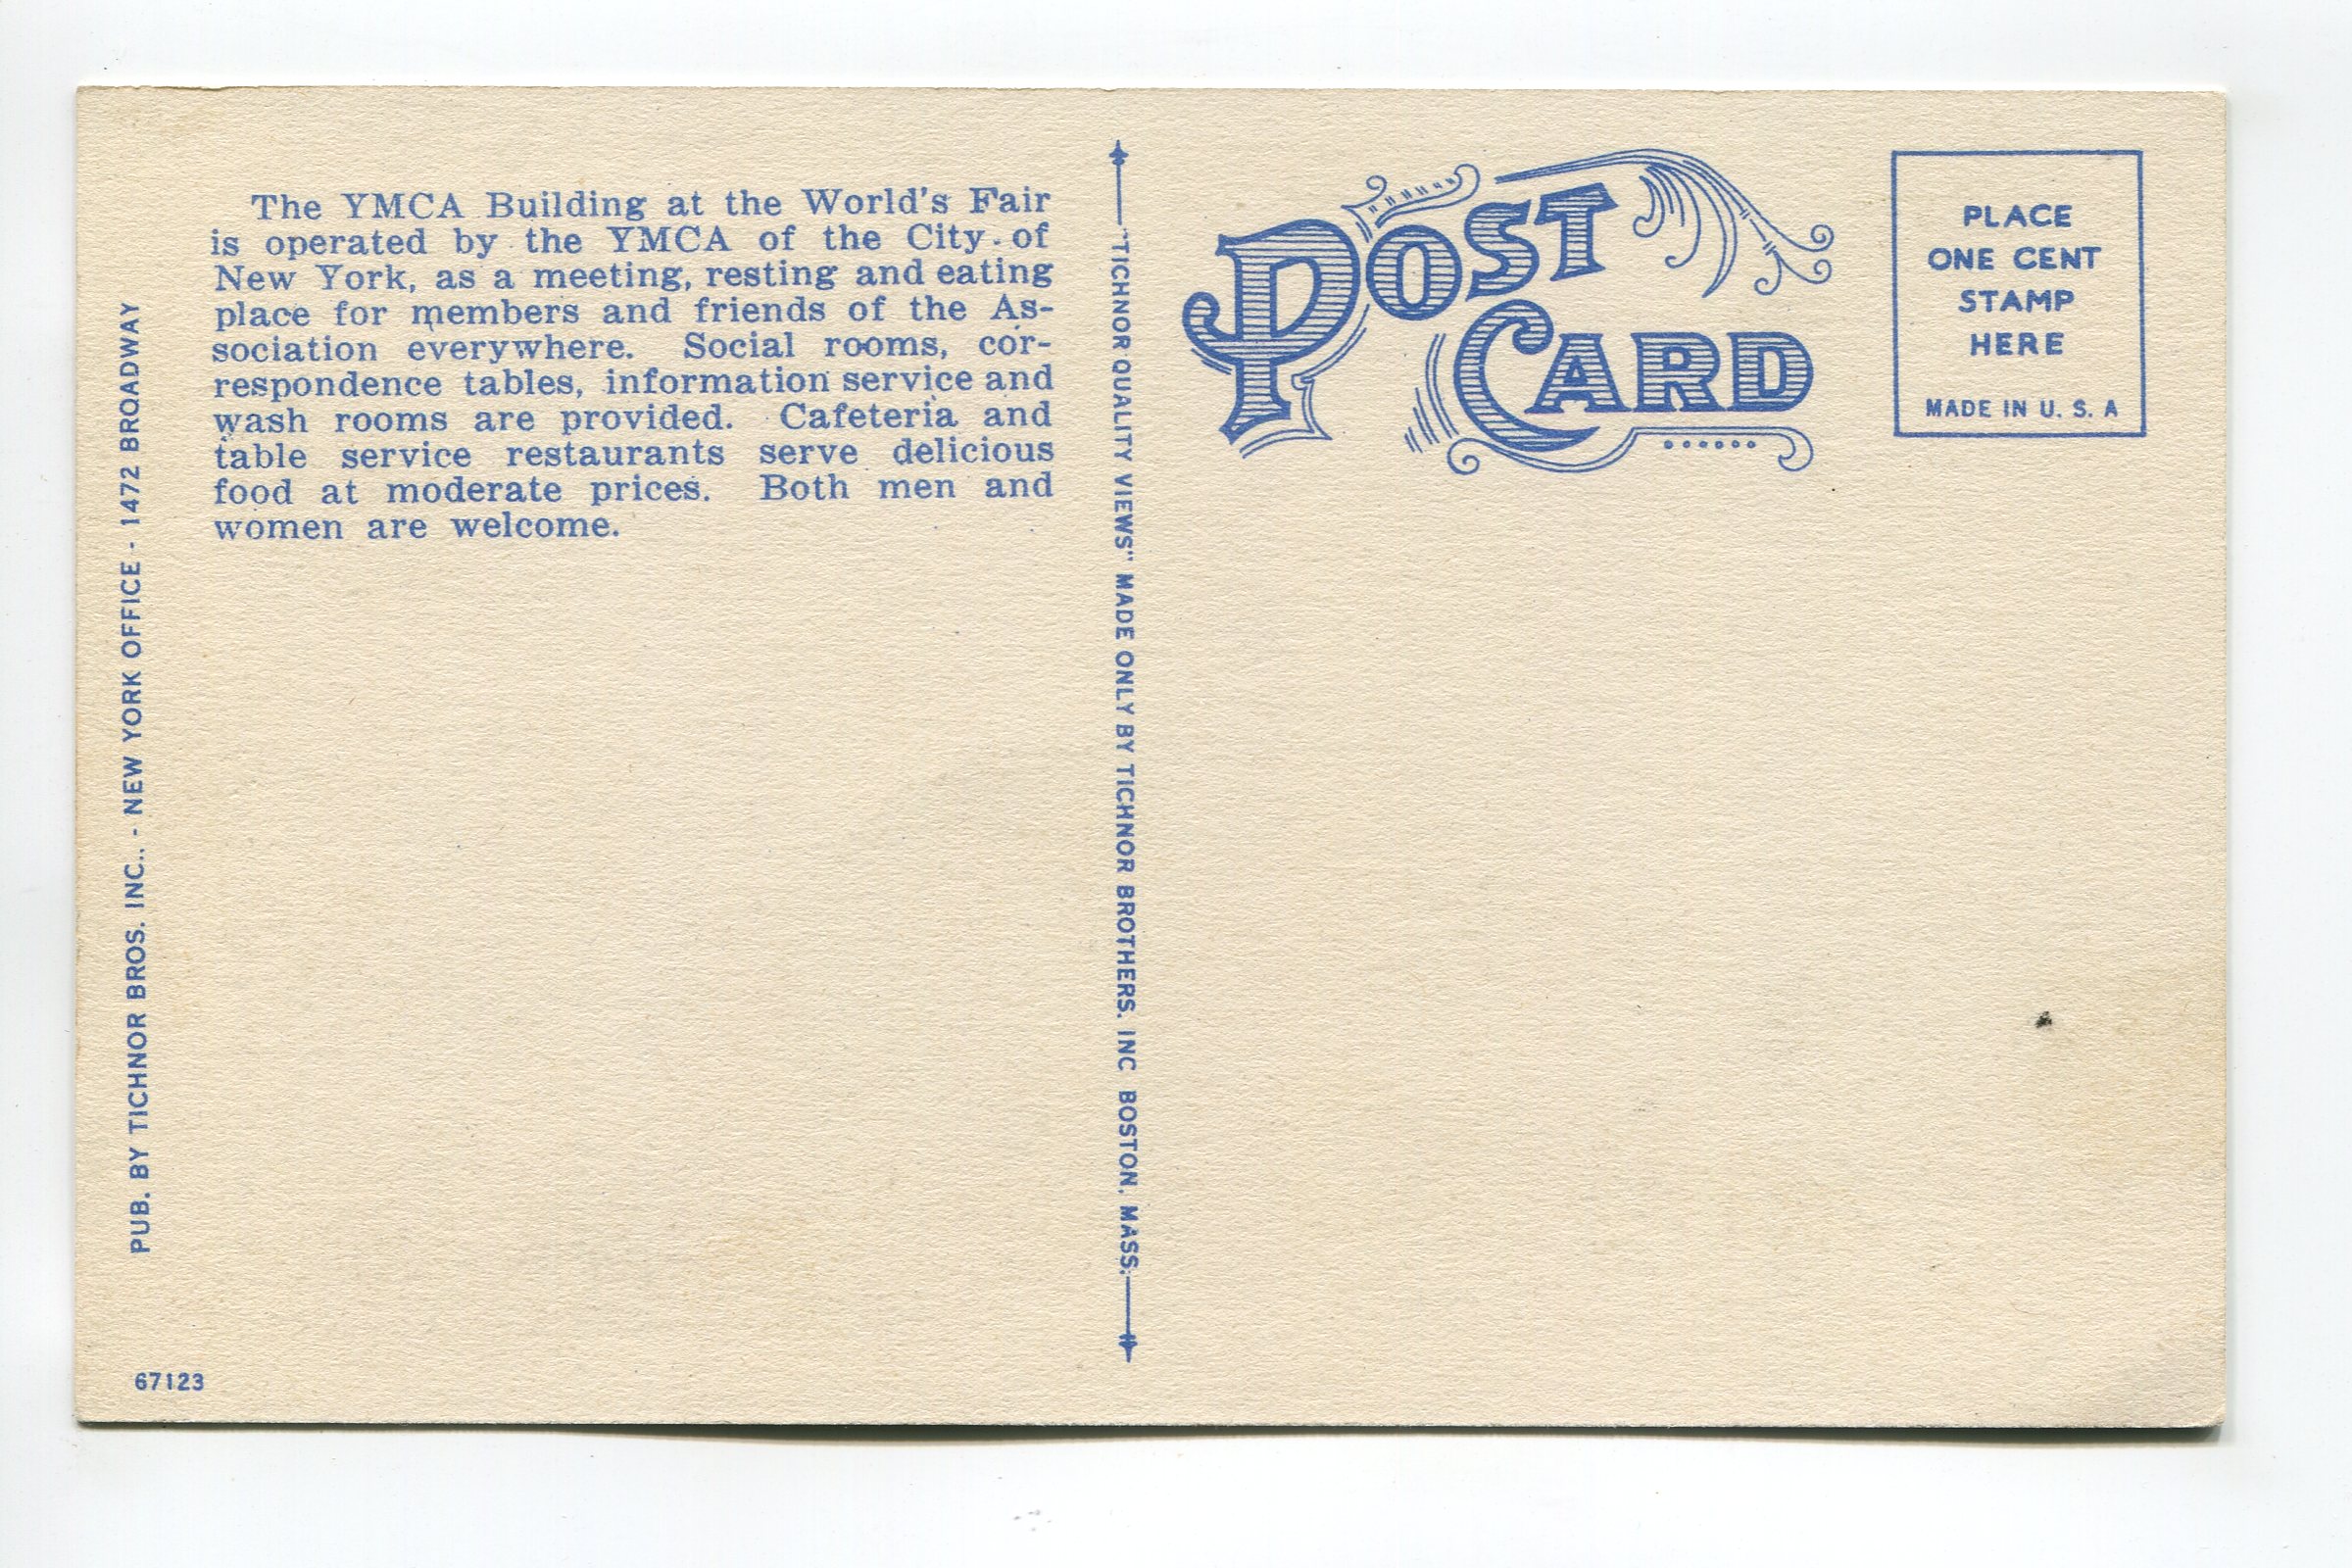 The YMCA Building at the World's Fair
is operated by the YMCA of the City of
New York, as a meeting, resting and eating
place for members and friends of the As-
sociation everywhere. Social rooms, cor-
respondence tables, information service and
wash rooms are provided. Cafeteria and
table service restaurants serve delicious
food at moderate prices. Both men and
women are welcome.
PUB. BY TICHNOR BROS. INC., - NEW YORK OFFICE - 1472 BROADWAY
67123
"TICHNOR QUALITY VIEWS" MADE ONLY BY TICHNOR BROTHERS. INC BOSTON. MASS.
POST
CARD
PLACE
ONE CENT
STAMP
HERE
MADE IN U. S. A